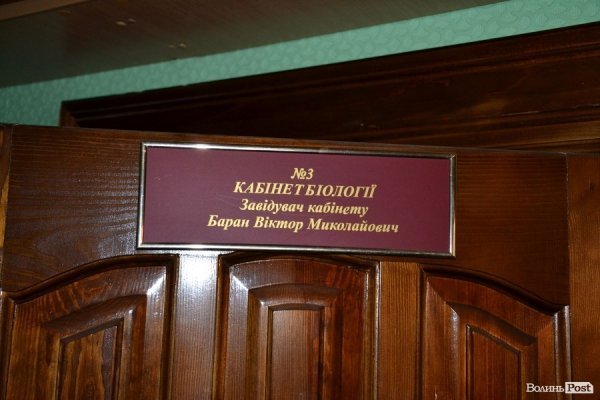 №3
КАБІНЕТ БІОЛОГІЇ
Завідувач кабінету
Баран Віктор Миколайович
Волинь Post